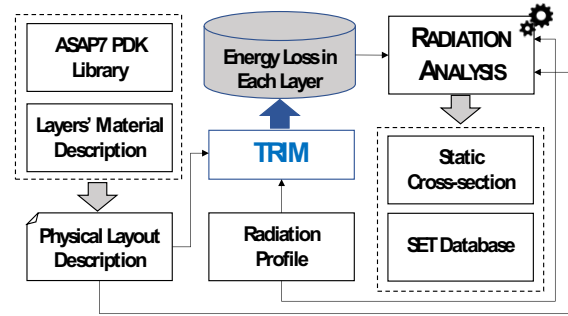 ASAP7 PDK
Library
Layers' Material
Description
Physical Layout
Description
Energy Loss in
Each Layer
TRIM
Radiation
Profile
RADIATION
ANALYSIS
Static
Cross-section
SET Database